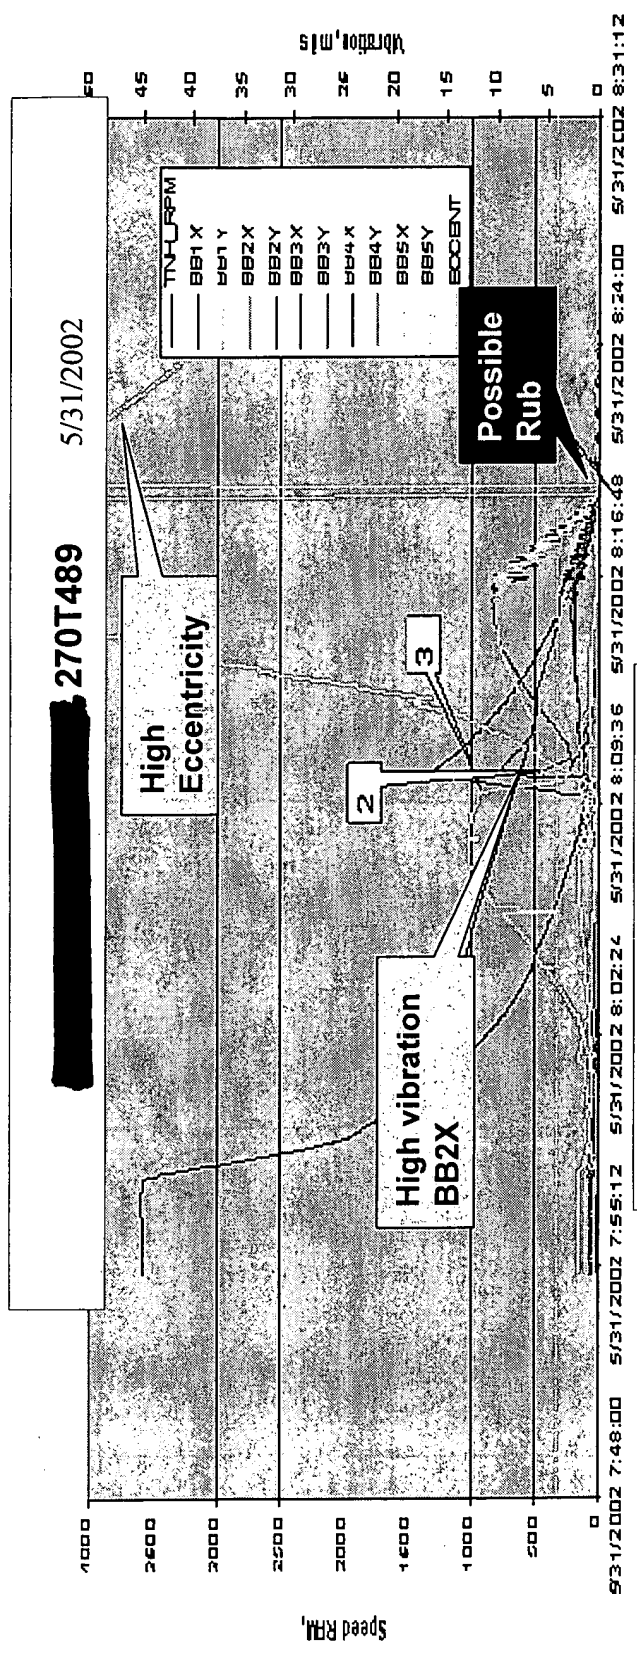 270T489
5/31/2002
Speed RPM,
4000
3500
2500
2000
1000
500
0
Vibration, mils
50
45
35
30
25
20
10
5
0
High
Eccentricity
TNH_RPM
BB1X
BB1Y
BB2X
BB2Y
BB3X
BB3Y
BB4X
BB4Y
BB5X
BB5Y
ECCENT
2
3
High vibration
BB2X
Possible
Rub
5/31/2002 7:48:00
5/31/2002 7:55:12
5/31/2002 8:02:24
5/31/2002 8:09:36
5/31/2002 8:16:48
5/31/2002 8:24:00
5/31/2002 8:31:12